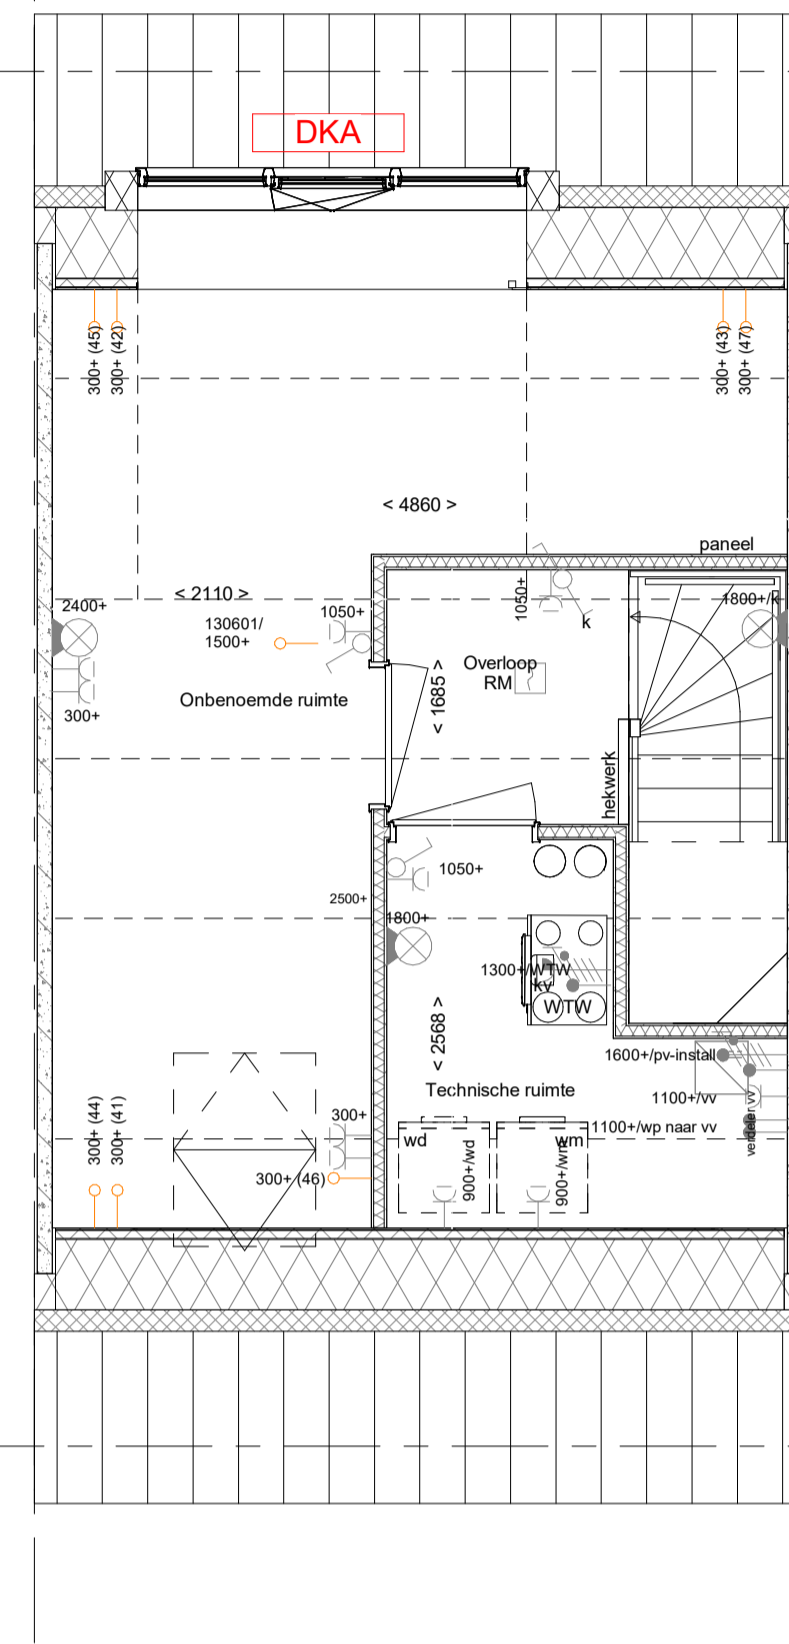 DKA
300+ (45)
300+ (42)
300+ (43)
300+ (47)
< 4860 >
paneel
< 2110 >
2400+
130601/
1500+
1050+
1050+
k
1800+/k
Overloop
RM
< 1685 >
Onbenoemde ruimte
300+
hekwerk
1050+
2500+
1800+
1300+/WTW
kv
WTW
< 2568 >
1600+/pv-install
Technische ruimte
1100+/vv
verdeler vv
300+ (44)
300+ (41)
300+
1100+/wp naar vv
wd
wm
900+/wd
900+/wm
300+ (46)